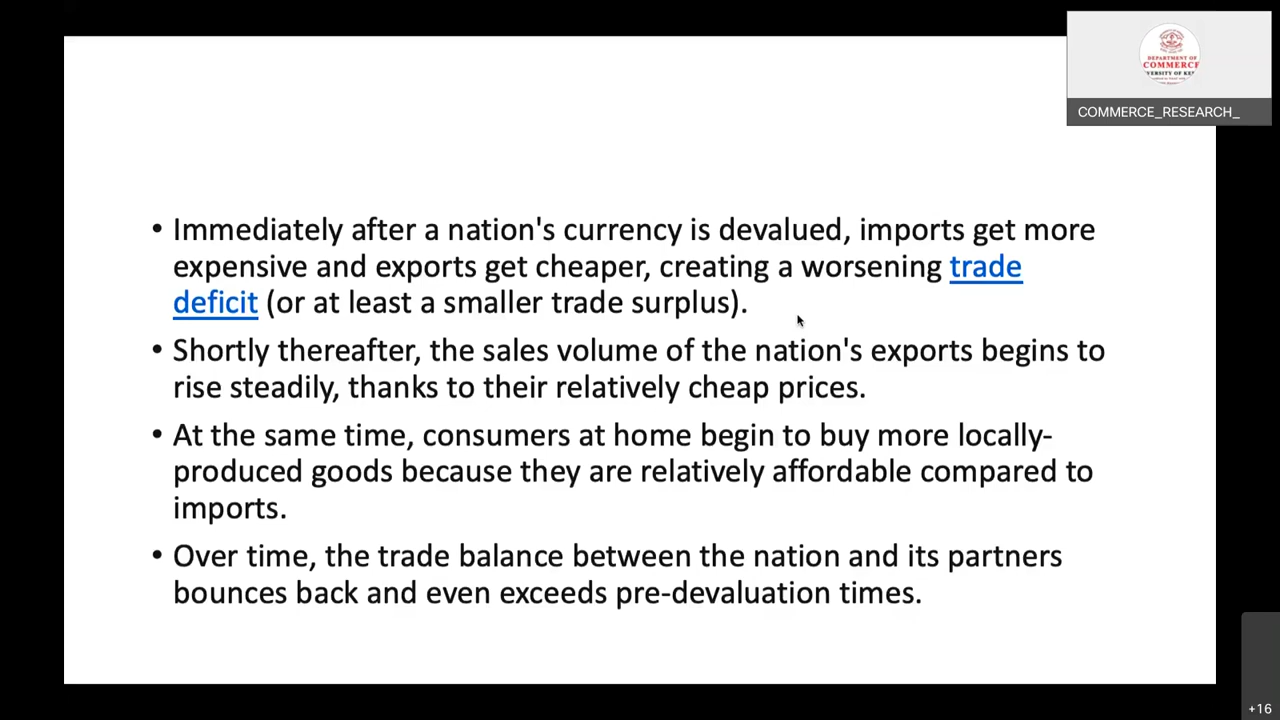 DEPARTMENT OF
COMMERCE
COMMERCE_RESEARCH_
• Immediately after a nation's currency is devalued, imports get more
expensive and exports get cheaper, creating a worsening trade
deficit (or at least a smaller trade surplus).
• Shortly thereafter, the sales volume of the nation's exports begins to
rise steadily, thanks to their relatively cheap prices.
• At the same time, consumers at home begin to buy more locally-
produced goods because they are relatively affordable compared to
imports.
• Over time, the trade balance between the nation and its partners
bounces back and even exceeds pre-devaluation times.
+16